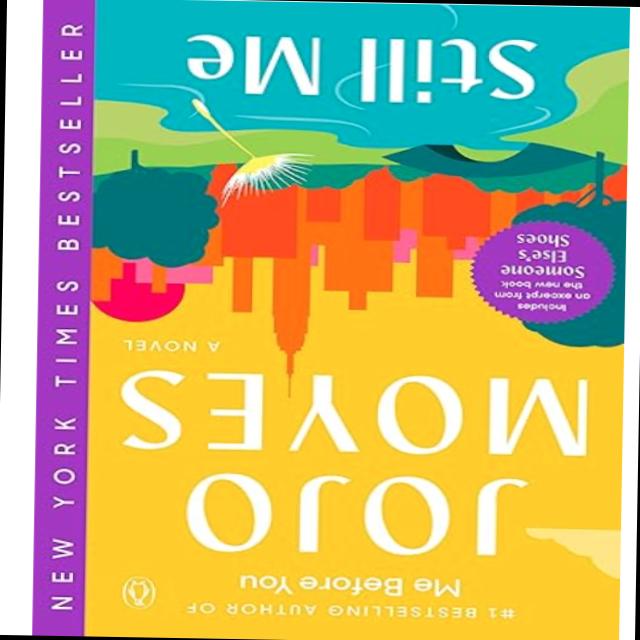 #1 BESTSELLING AUTHOR OF
Me Before You
JOJO
MOYES
A NOVEL
Includes
an excerpt from
the new book
Someone
Else's
Shoes
Still Me
NEW YORK TIMES BESTSELLER